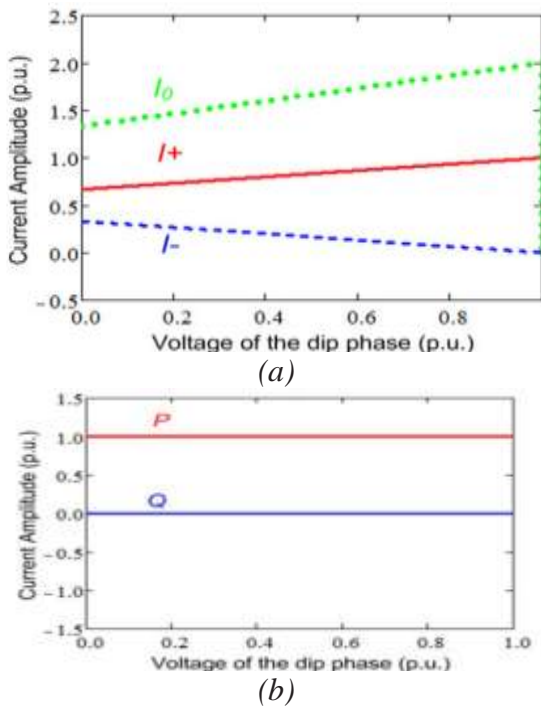 2.5
2.0
I0
1.5
I+
1.0
0.5
I-
0.0
−0.5
Current Amplitude (p.u.)
0.0 0.2 0.4 0.6 0.8
Voltage of the dip phase (p.u.)
(a)
1.5
P
1.0
0.5
Q
0.0
−0.5
−1.0
−1.5
Current Amplitude (p.u.)
0.0 0.2 0.4 0.6 0.8 1.0
Voltage of the dip phase (p.u.)
(b)